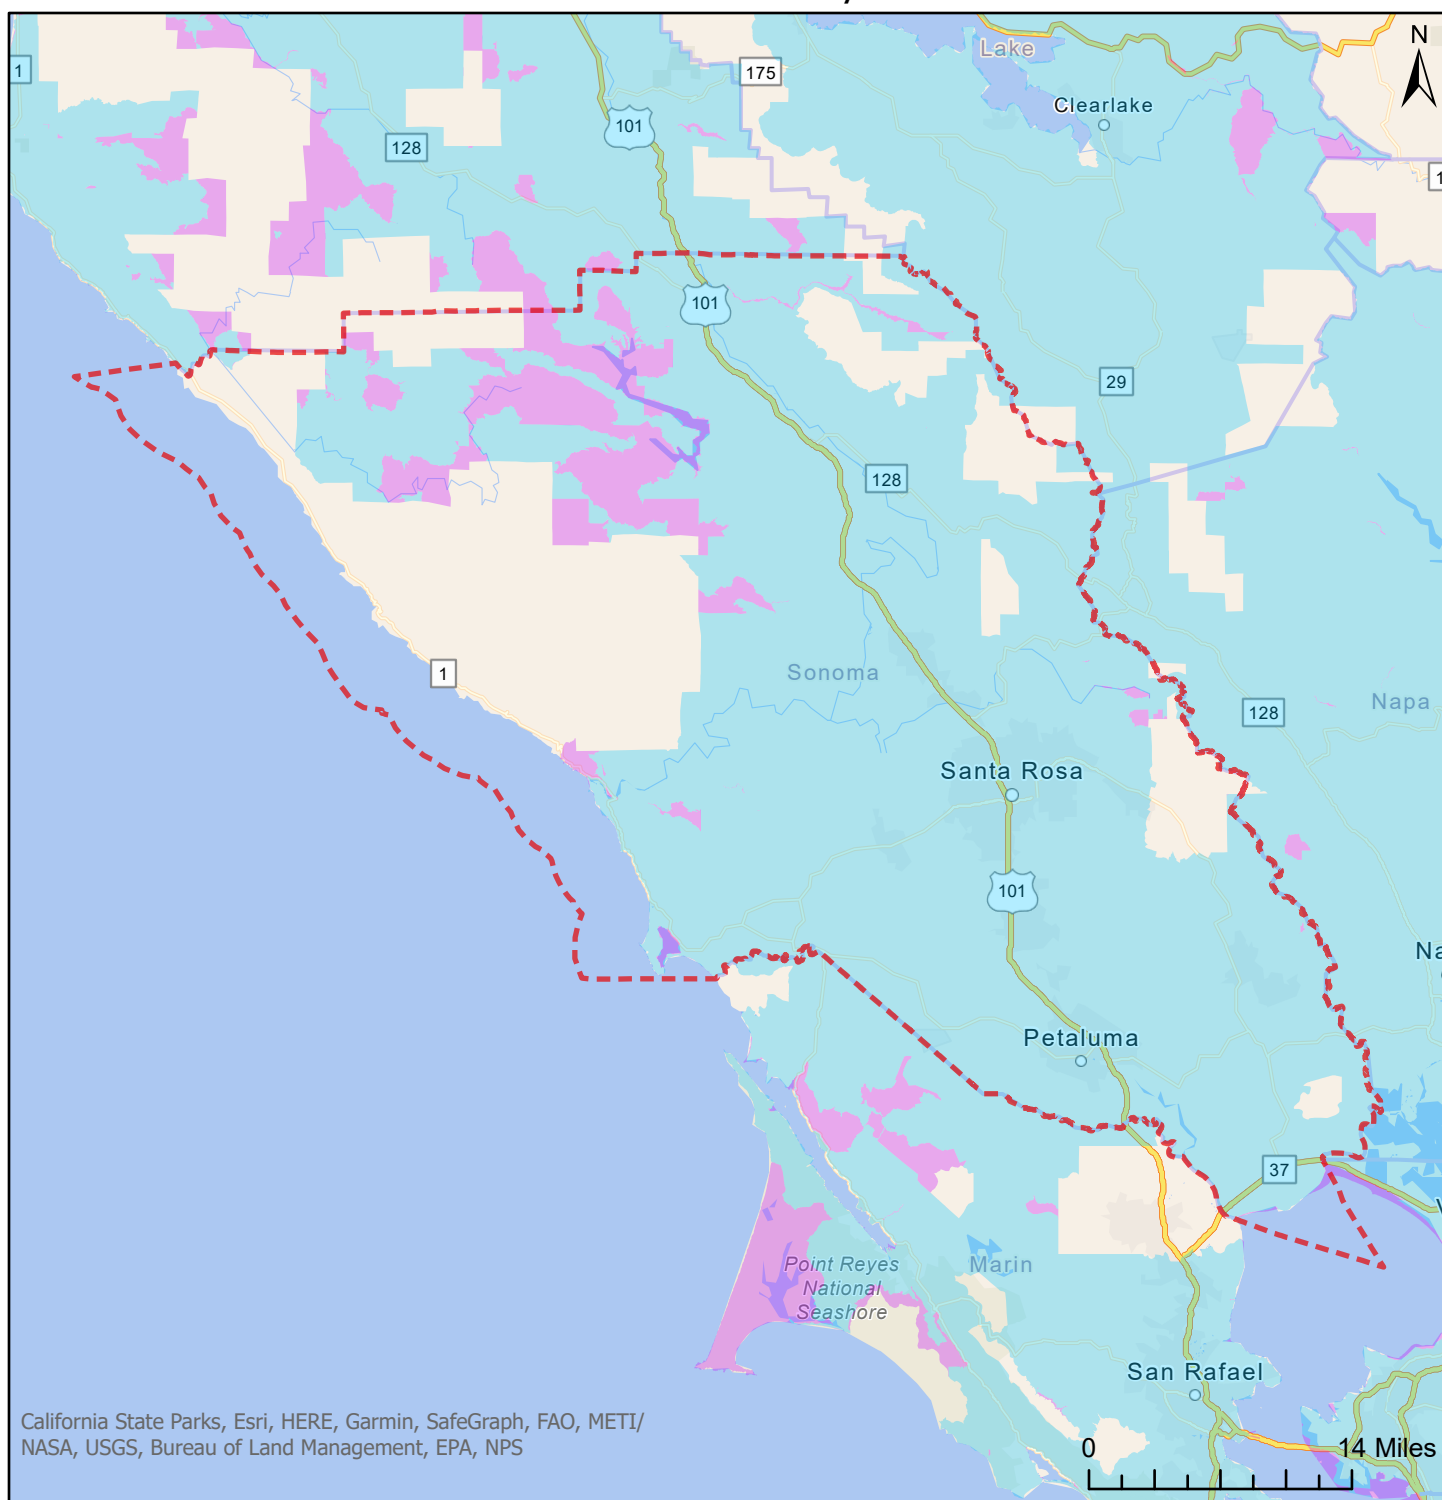 N
Lake
175
1
Clearlake
101
128
1
101
29
128
Sonoma
1
128
Napa
Santa Rosa
101
Na
Petaluma
37
V
Marin
Point Reyes
National
Seashore
San Rafael
California State Parks, Esri, HERE, Garmin, SafeGraph, FAO, METI/
NASA, USGS, Bureau of Land Management, EPA, NPS
0
14 Miles